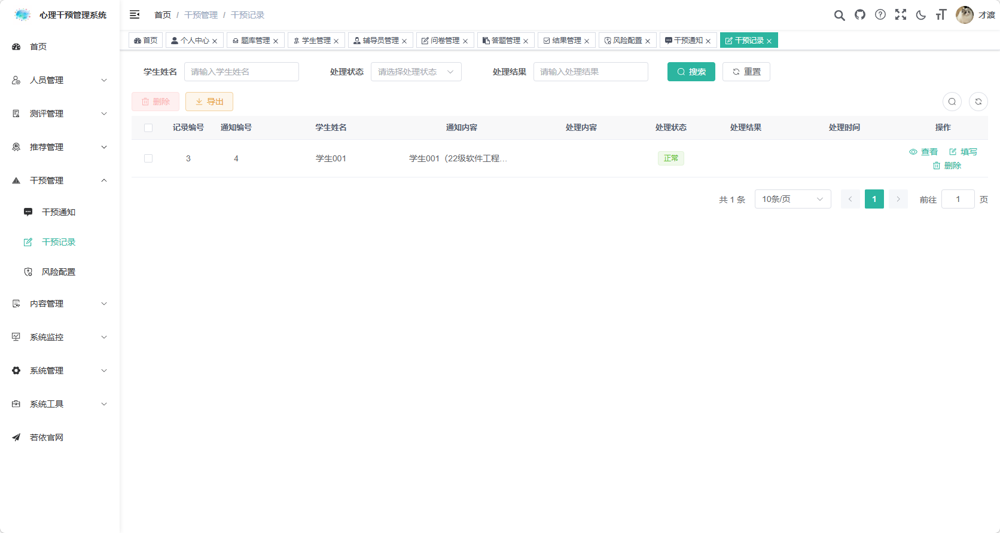 心理干预管理系统
首页 / 干预管理 / 干预记录
才渡
首页
个人中心
题库管理
学生管理
辅导员管理
问卷管理
答题管理
结果管理
风险配置
干预通知
干预记录
首页
人员管理
测评管理
推荐管理
干预管理
干预通知
干预记录
风险配置
内容管理
系统监控
系统管理
系统工具
若依官网
学生姓名 请输入学生姓名 处理状态 请选择处理状态 处理结果 请输入处理结果 搜索 重置
删除 导出
记录编号 通知编号 学生姓名 通知内容 处理内容 处理状态 处理结果 处理时间 操作
3 4 学生001 学生001（22级软件工程... 正常 查看 填写
删除
共 1 条 10条/页 1 前往 1 页